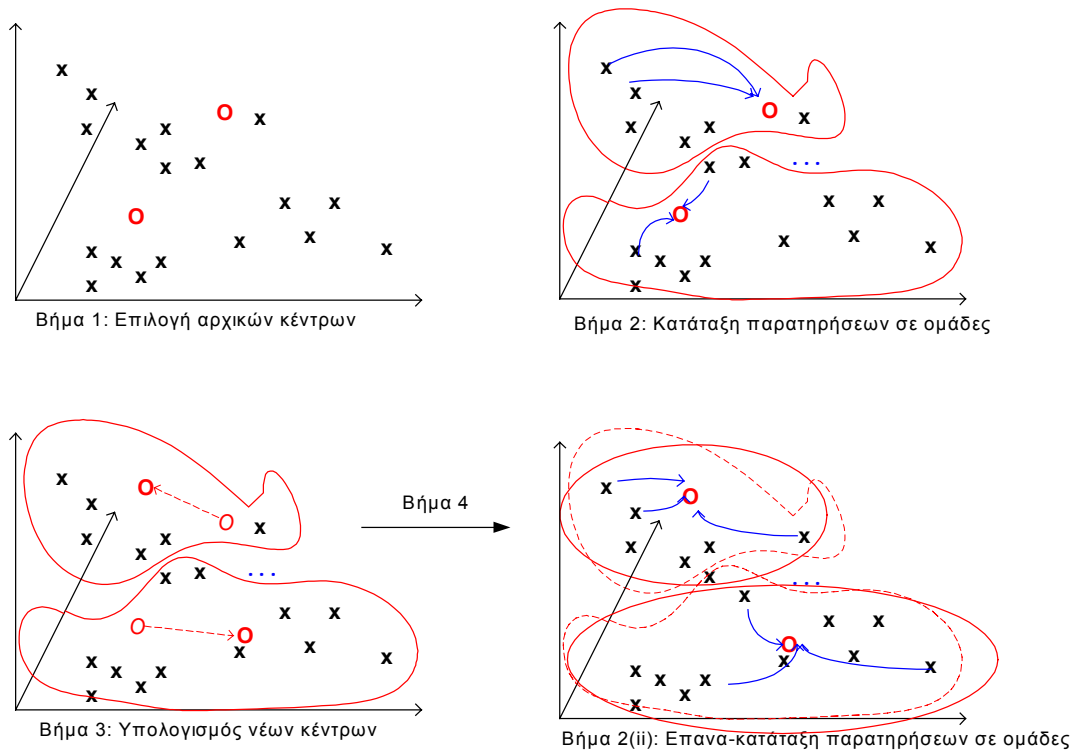 Βήμα 1: Επιλογή αρχικών κέντρων
Βήμα 2: Κατάταξη παρατηρήσεων σε ομάδες
Βήμα 4
Βήμα 3: Υπολογισμός νέων κέντρων
Βήμα 2(ii): Επανα-κατάταξη παρατηρήσεων σε ομάδες